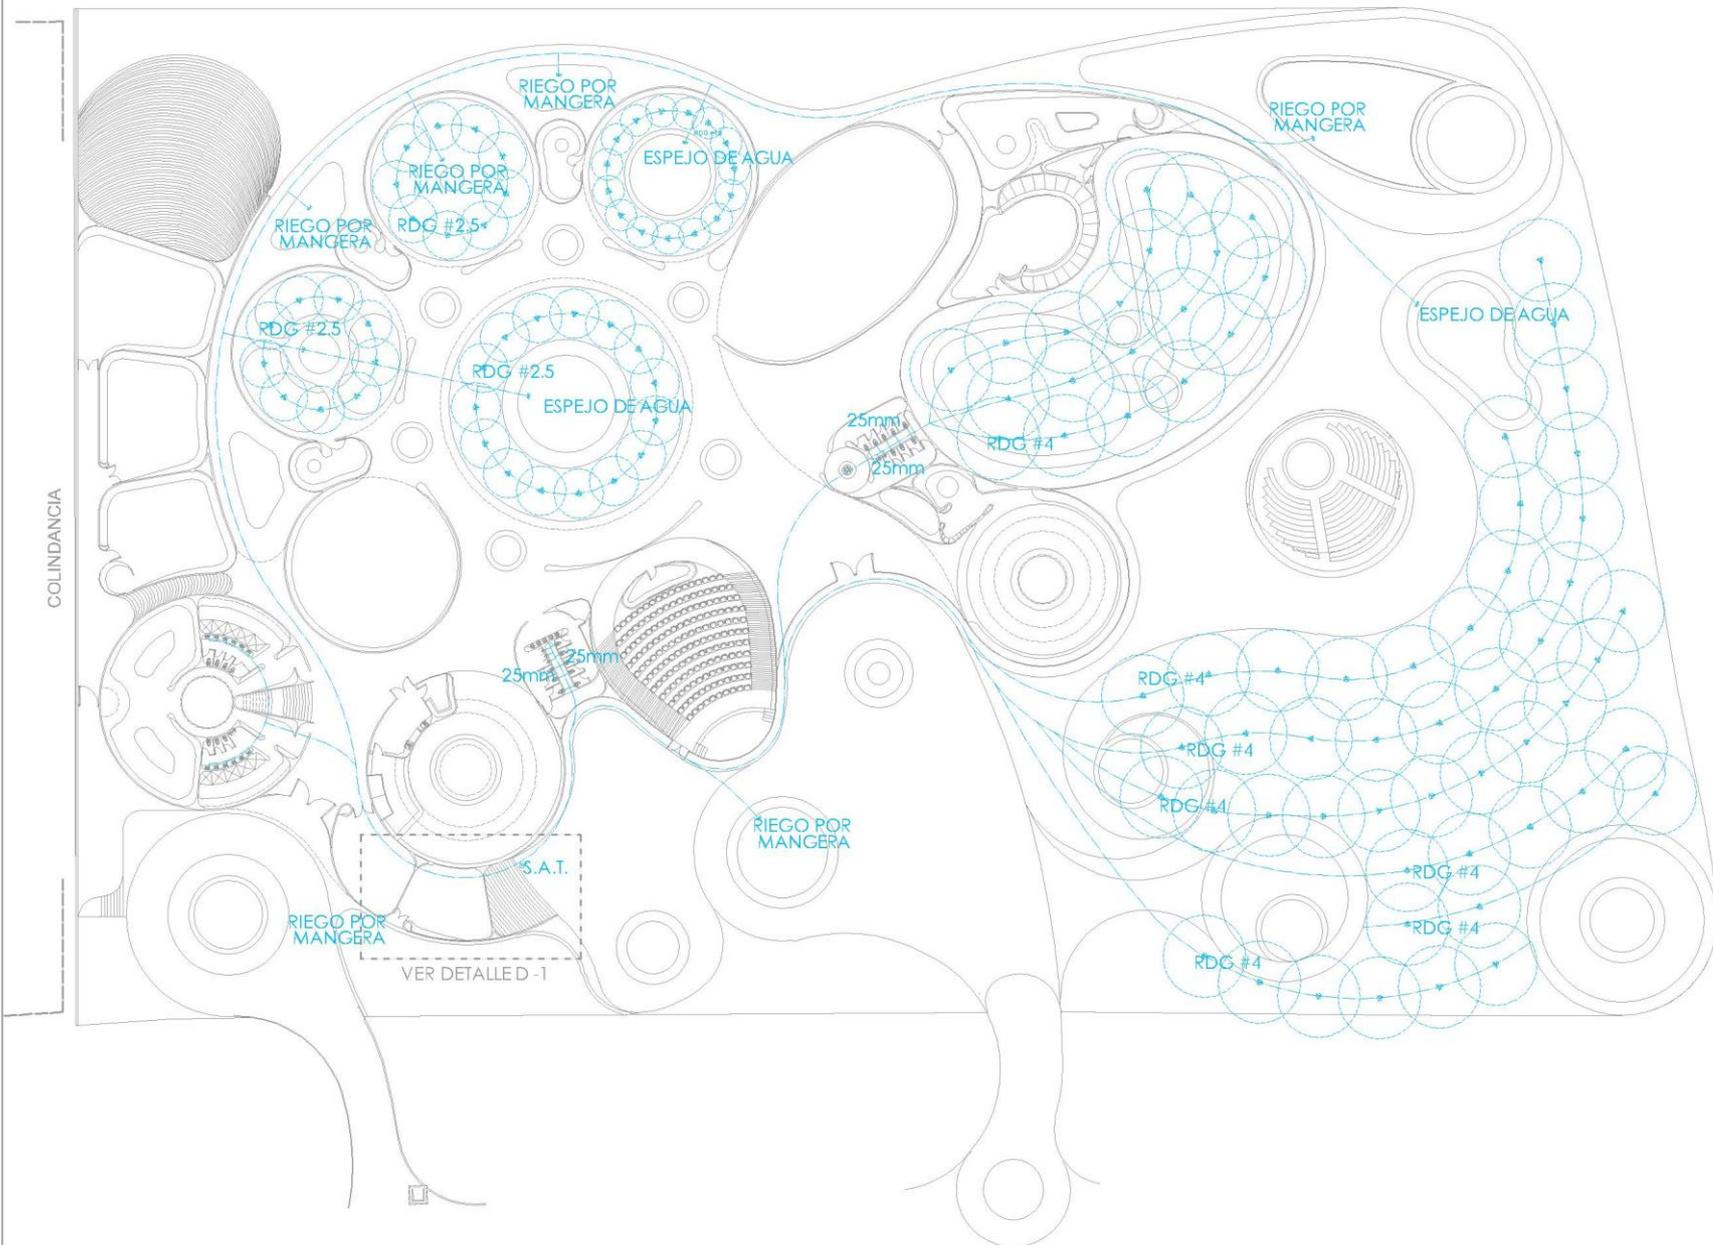 RIEGO POR
MANGERA
RIEGO POR
MANGERA
ESPEJO DE AGUA
RIEGO POR
MANGERA
RDG #2.5
RIEGO POR
MANGERA
ESPEJO DE AGUA
RDG #2.5
RDG #2.5
ESPEJO DE AGUA
25mm
25mm
RDG #4
COLINDANCIA
25mm
25mm
RDG #4
RDG #4
RDG #4
RIEGO POR
MANGERA
S.A.T.
RDG #4
RIEGO POR
MANGERA
RDG #4
RDG #4
VER DETALLE D -1